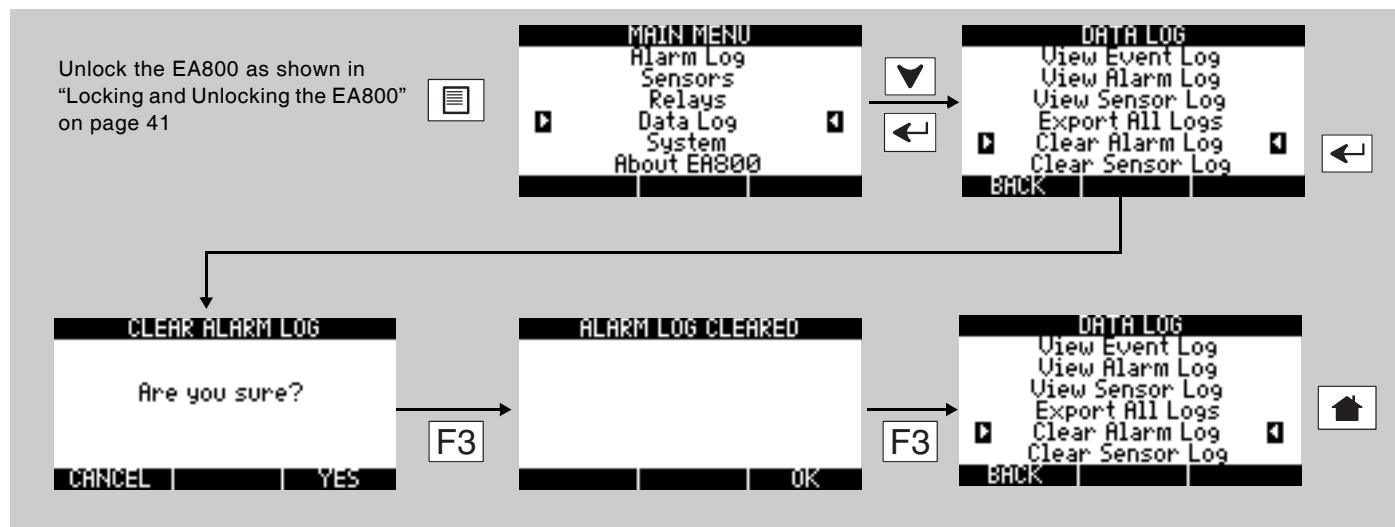 Unlock the EA800 as shown in
“Locking and Unlocking the EA800”
on page 41
MAIN MENU
Alarm Log
Sensors
Relays
Data Log
System
About EA800
DATA LOG
View Event Log
View Alarm Log
View Sensor Log
Export All Logs
Clear Alarm Log
Clear Sensor Log
BACK
CLEAR ALARM LOG
Are you sure?
CANCEL YES
F3
ALARM LOG CLEARED
OK
F3
DATA LOG
View Event Log
View Alarm Log
View Sensor Log
Export All Logs
Clear Alarm Log
Clear Sensor Log
BACK